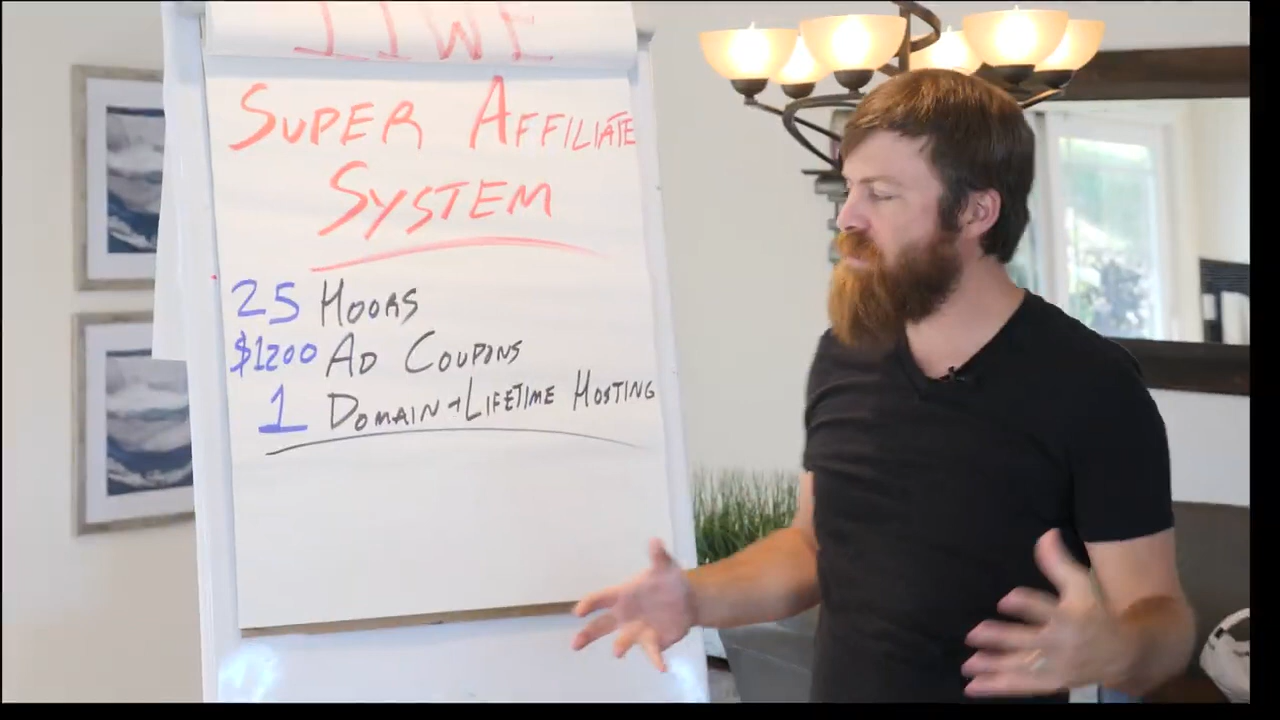 SUPER AFFILIATE
SYSTEM
25 HOURS
$1200 AD COUPONS
1 DOMAIN + LIFETIME HOSTING